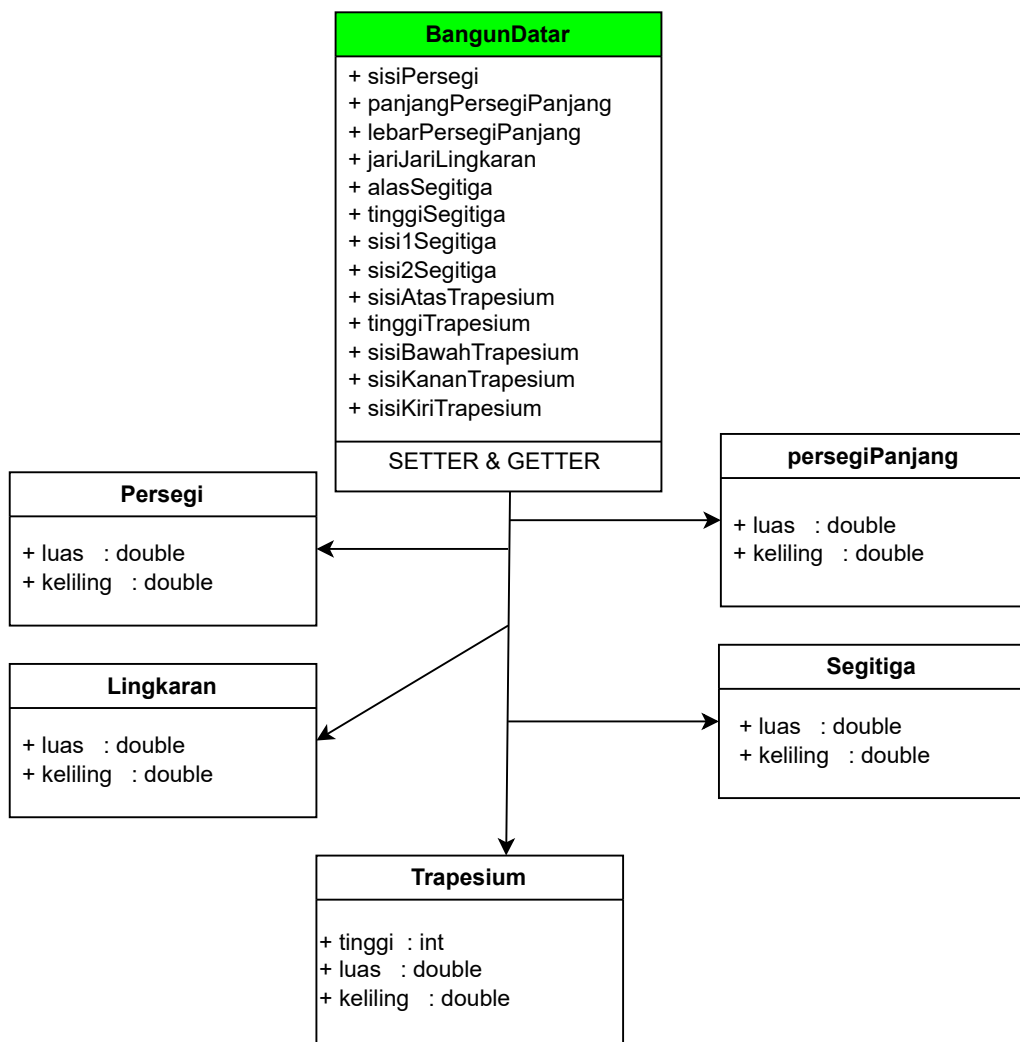 BangunDatar
+ sisiPersegi
+ panjangPersegiPanjang
+ lebarPersegiPanjang
+ jariJariLingkaran
+ alasSegitiga
+ tinggiSegitiga
+ sisi1Segitiga
+ sisi2Segitiga
+ sisiAtasTrapesium
+ tinggiTrapesium
+ sisiBawahTrapesium
+ sisiKananTrapesium
+ sisiKiriTrapesium
SETTER & GETTER
Persegi
+ luas : double
+ keliling : double
persegiPanjang
+ luas : double
+ keliling : double
Lingkaran
+ luas : double
+ keliling : double
Segitiga
+ luas : double
+ keliling : double
Trapesium
+ tinggi : int
+ luas : double
+ keliling : double